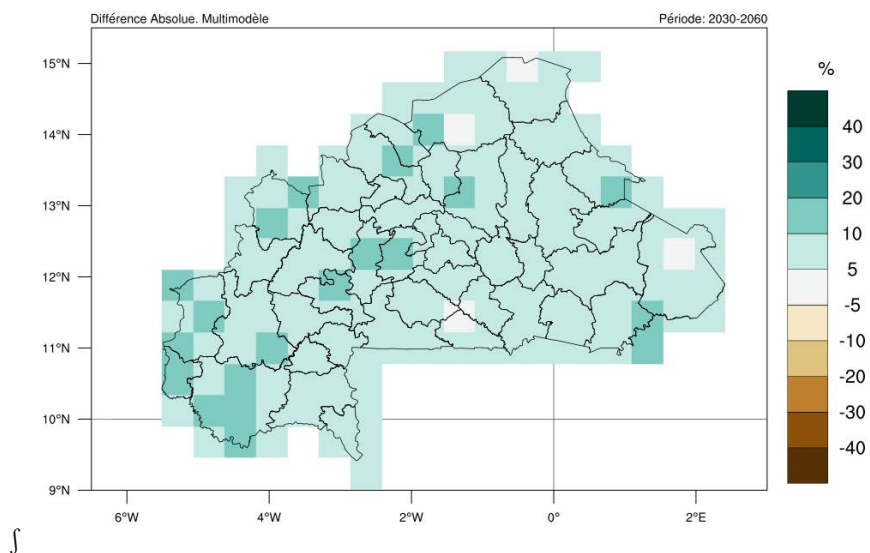 Différence Absolue. Multimodèle Période: 2030-2060
%
15°N
14°N
13°N
12°N
11°N
10°N
9°N
40
30
20
10
5
-5
-10
-20
-30
-40
6°W 4°W 2°W 0° 2°E
∫